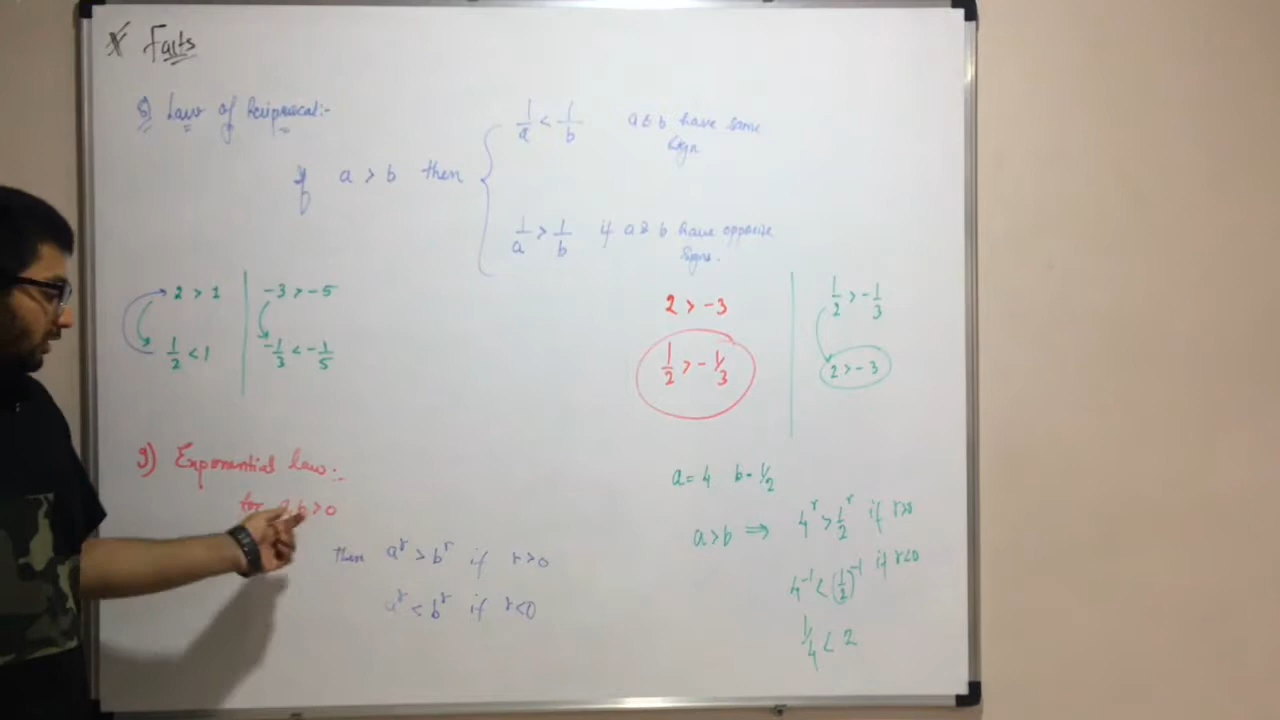 * Facts
8) Law of Reciprocal:-
If a > b then
1/a < 1/b a & b have same
sign
1/a > 1/b if a & b have opposite
signs.
2 > 1
1/2 < 1
-3 > -5
-1/3 < -1/5
2 > -3
1/2 > -1/3
1/2 > -1/3
2 > -3
9) Exponential law:-
for b > 0
then a^r > b^r if r > 0
a^r < b^r if r < 0
a = 4 b - 1/2
a > b ⇒ 4^r > 1/2^r if r > 0
4^-1 < (1/2)^-1 if r < 0
1/4 < 2